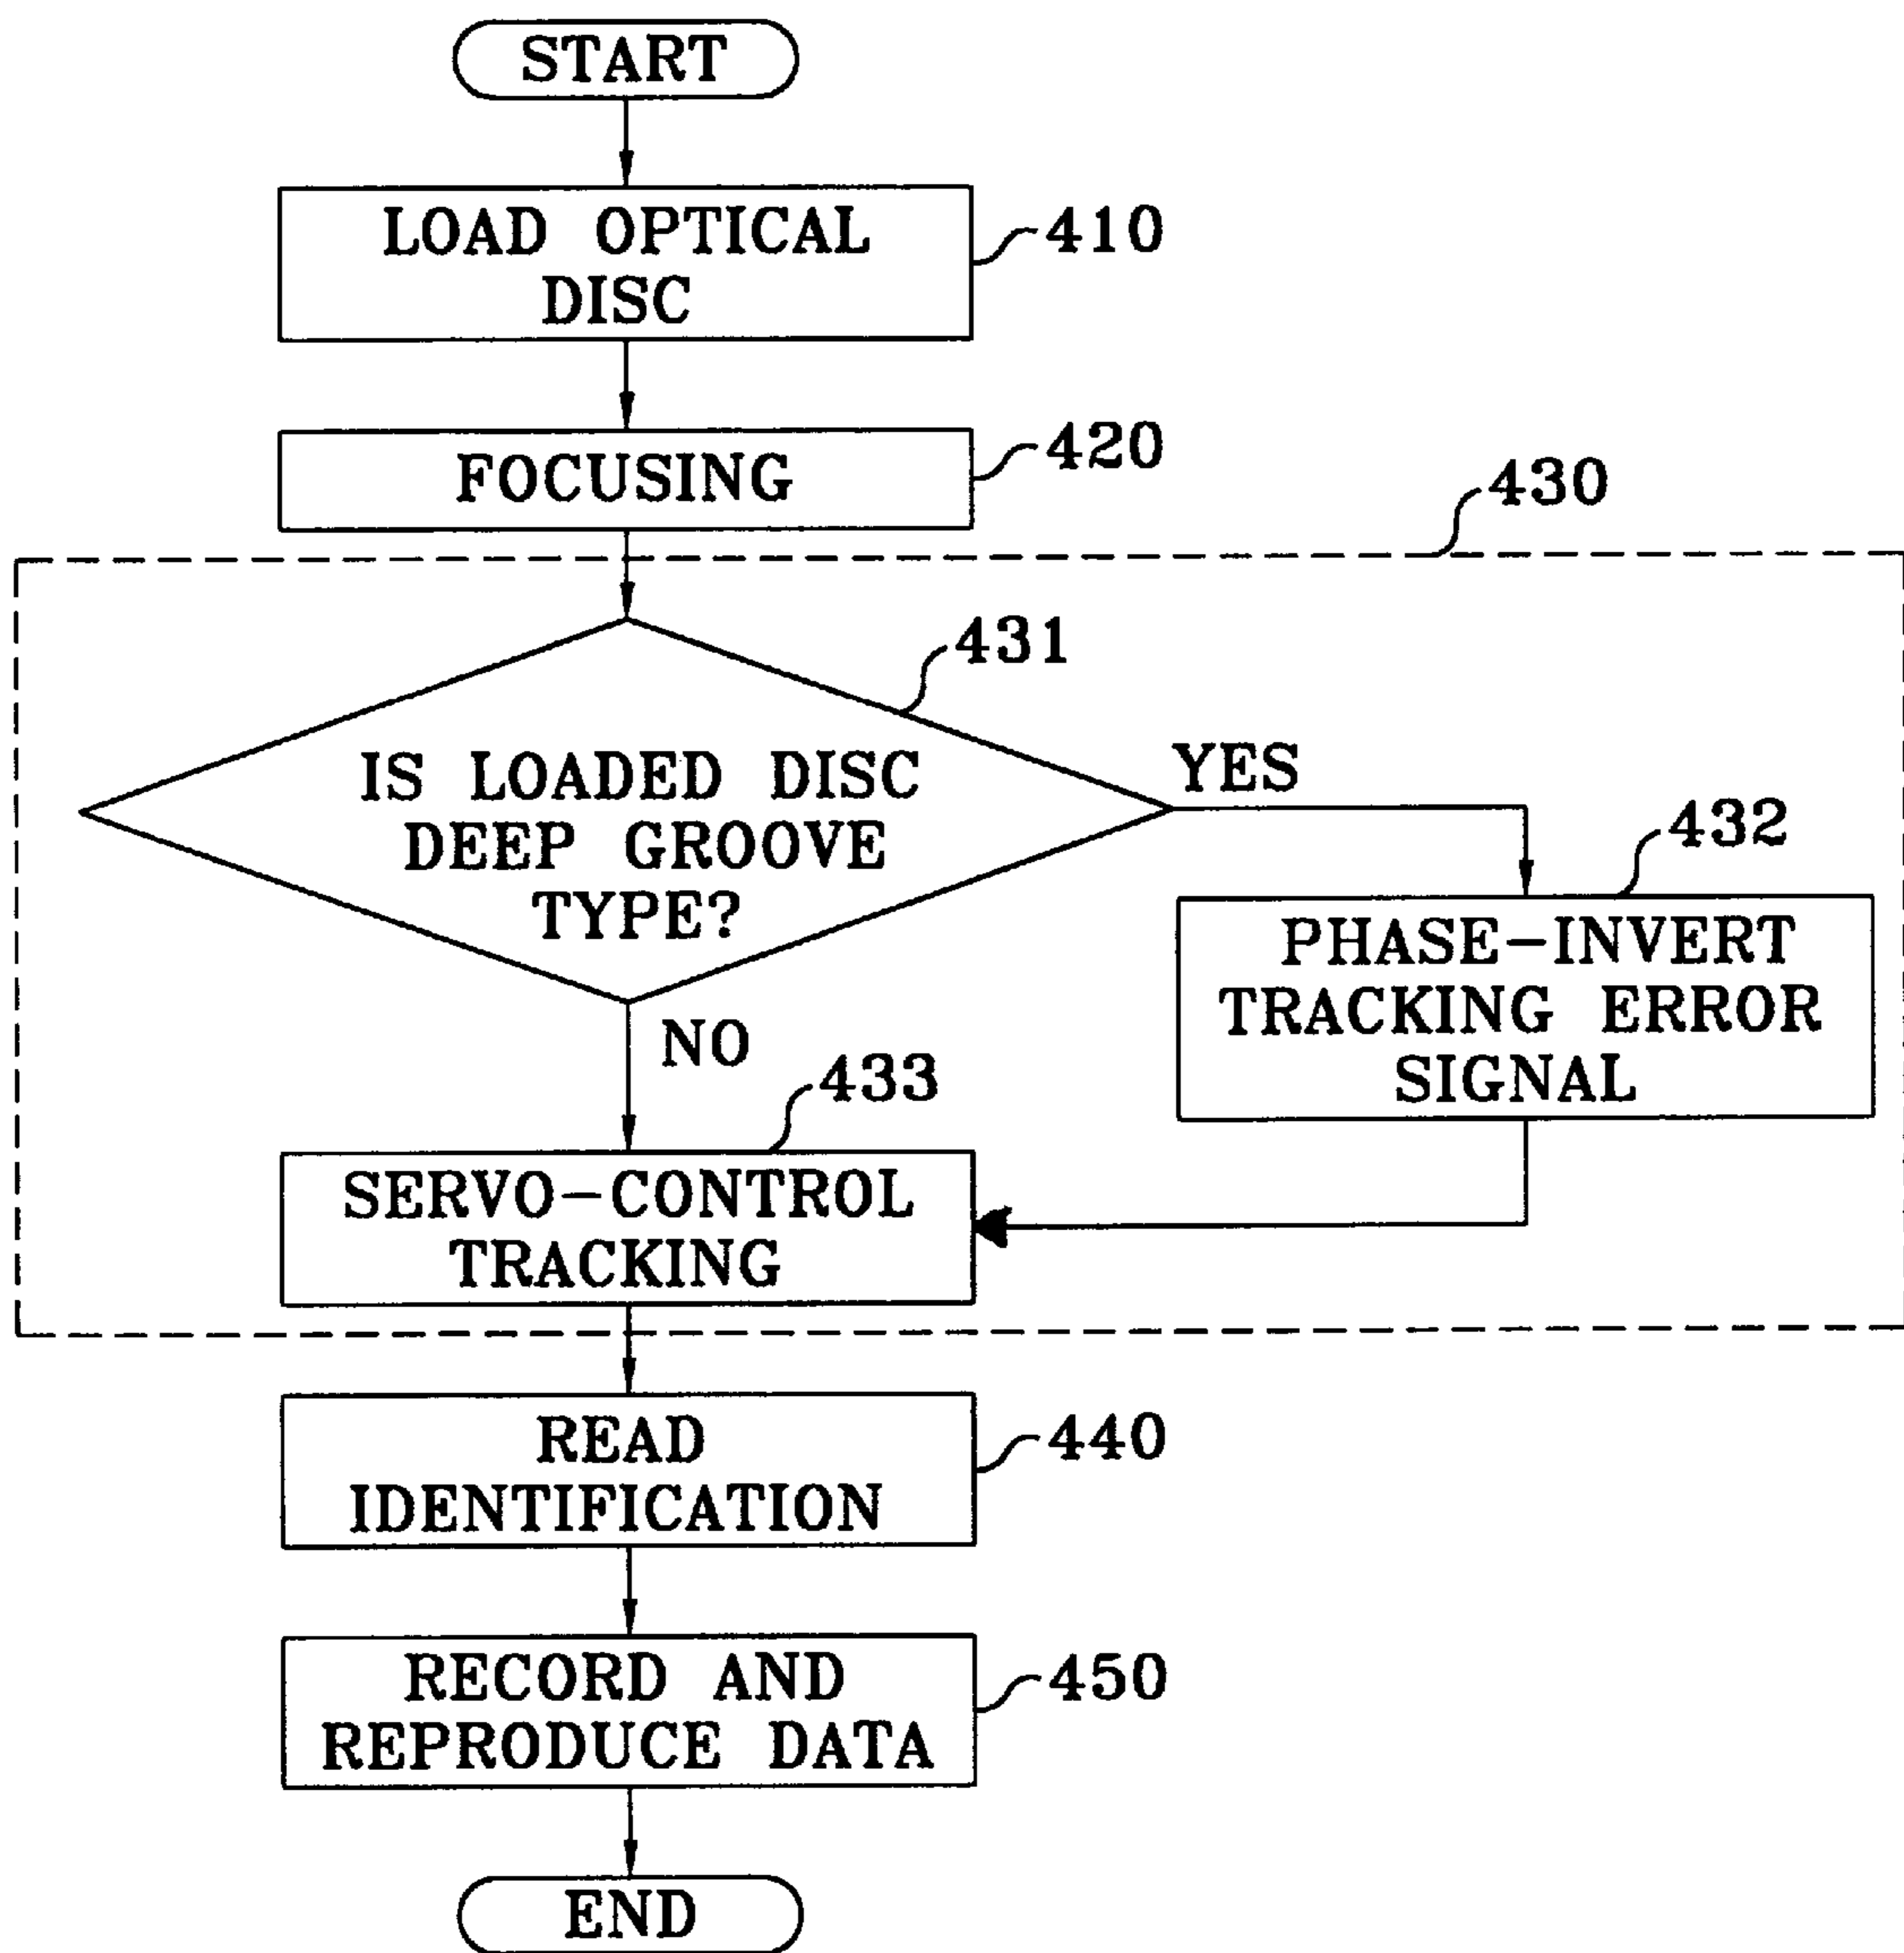 START
LOAD OPTICAL
DISC
410
FOCUSING
420
430
431
IS LOADED DISC
DEEP GROOVE
TYPE?
YES
432
PHASE-INVERT
TRACKING ERROR
SIGNAL
NO
433
SERVO-CONTROL
TRACKING
READ
IDENTIFICATION
440
RECORD AND
REPRODUCE DATA
450
END